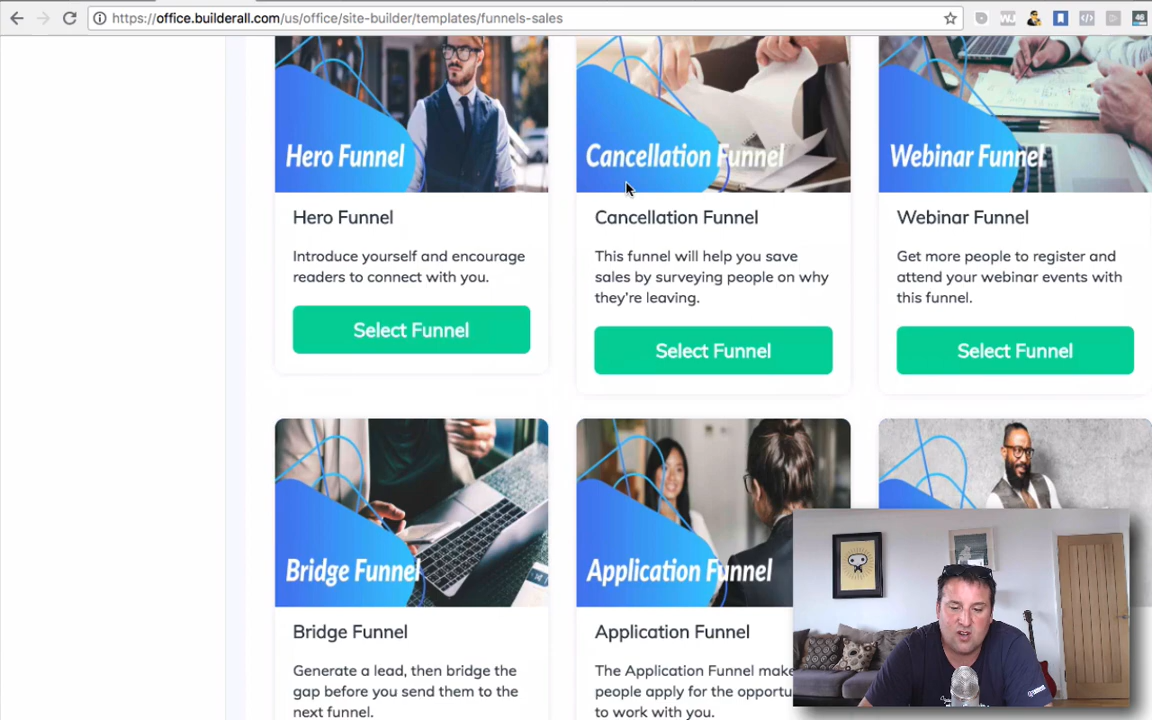 https://office.builderall.com/us/office/site-builder/templates/funnels-sales
WJ
46
Hero Funnel
Cancellation Funnel
Webinar Funnel
Hero Funnel
Introduce yourself and encourage
readers to connect with you.
Select Funnel
Cancellation Funnel
This funnel will help you save
sales by surveying people on why
they're leaving.
Select Funnel
Webinar Funnel
Get more people to register and
attend your webinar events with
this funnel.
Select Funnel
Bridge Funnel
Application Funnel
Bridge Funnel
Generate a lead, then bridge the
gap before you send them to the
next funnel.
Application Funnel
The Application Funnel make
people apply for the opportu
to work with you.